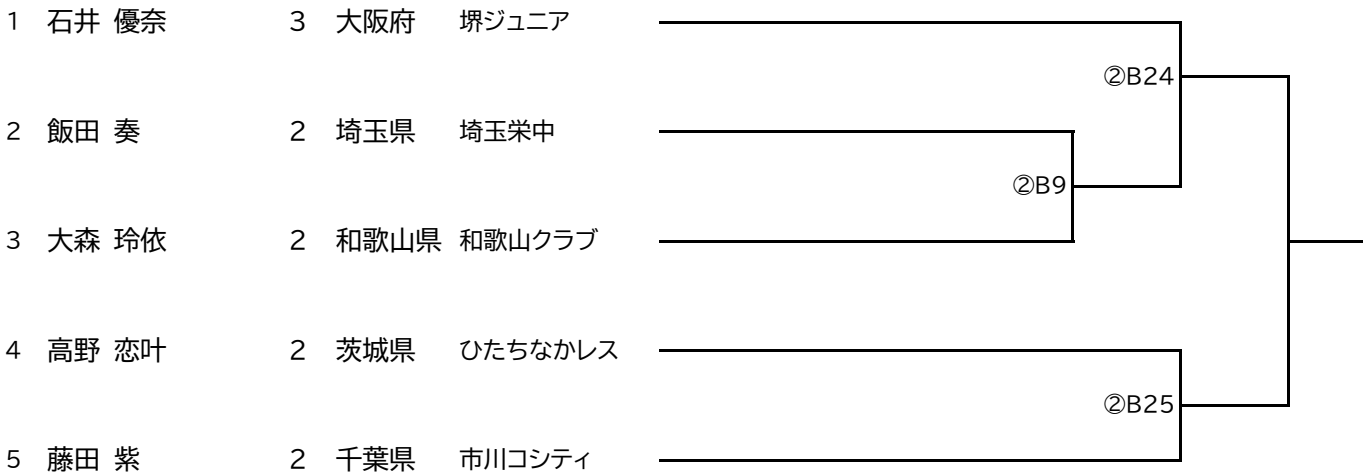 1 石井 優奈 3 大阪府 堺ジュニア
②B24
2 飯田 奏 2 埼玉県 埼玉栄中
②B9
3 大森 玲依 2 和歌山県 和歌山クラブ
4 高野 恋叶 2 茨城県 ひたちなかレス
②B25
5 藤田 紫 2 千葉県 市川コシティ